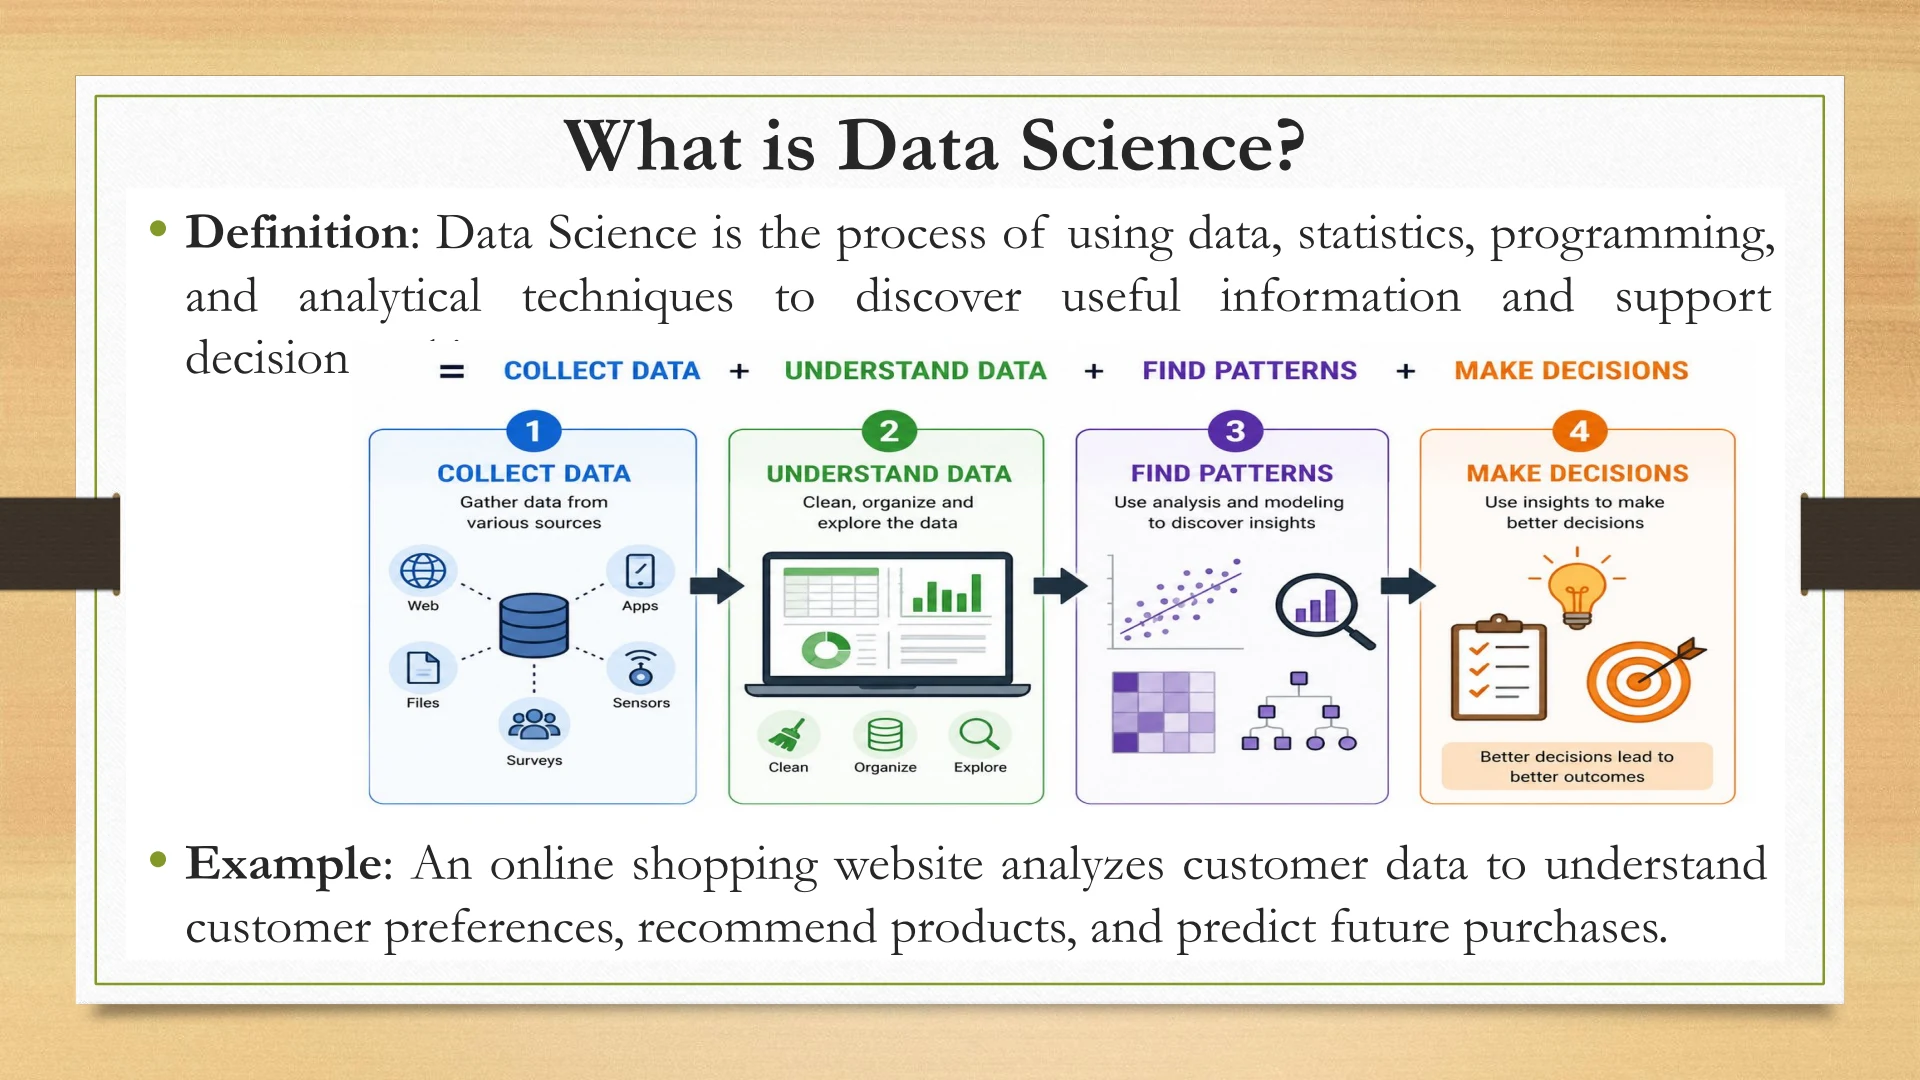 What is Data Science?
• Definition: Data Science is the process of using data, statistics, programming,
and analytical techniques to discover useful information and support
decision
= COLLECT DATA + UNDERSTAND DATA + FIND PATTERNS + MAKE DECISIONS
1
COLLECT DATA
Gather data from
various sources
Web
Apps
Files
Sensors
Surveys
2
UNDERSTAND DATA
Clean, organize and
explore the data
Clean
Organize
Explore
3
FIND PATTERNS
Use analysis and modeling
to discover insights
4
MAKE DECISIONS
Use insights to make
better decisions
Better decisions lead to
better outcomes
• Example: An online shopping website analyzes customer data to understand
customer preferences, recommend products, and predict future purchases.